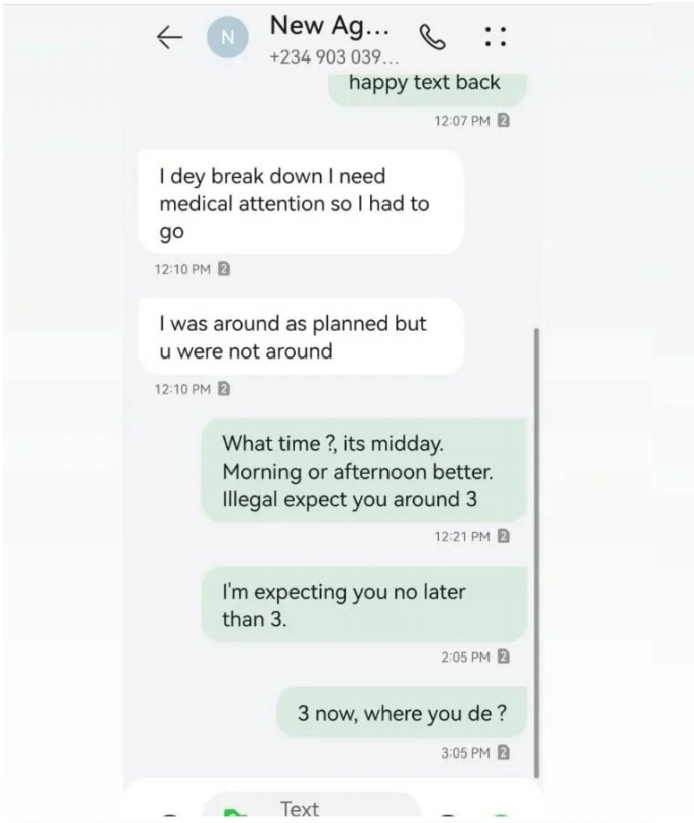 N
New Ag...
+234 903 039...
happy text back
12:07 PM 2
I dey break down I need
medical attention so I had to
go
12:10 PM 2
I was around as planned but
u were not around
12:10 PM 2
What time ?, its midday.
Morning or afternoon better.
Illegal expect you around 3
12:21 PM 2
I'm expecting you no later
than 3.
2:05 PM 2
3 now, where you de ?
3:05 PM 2
Text